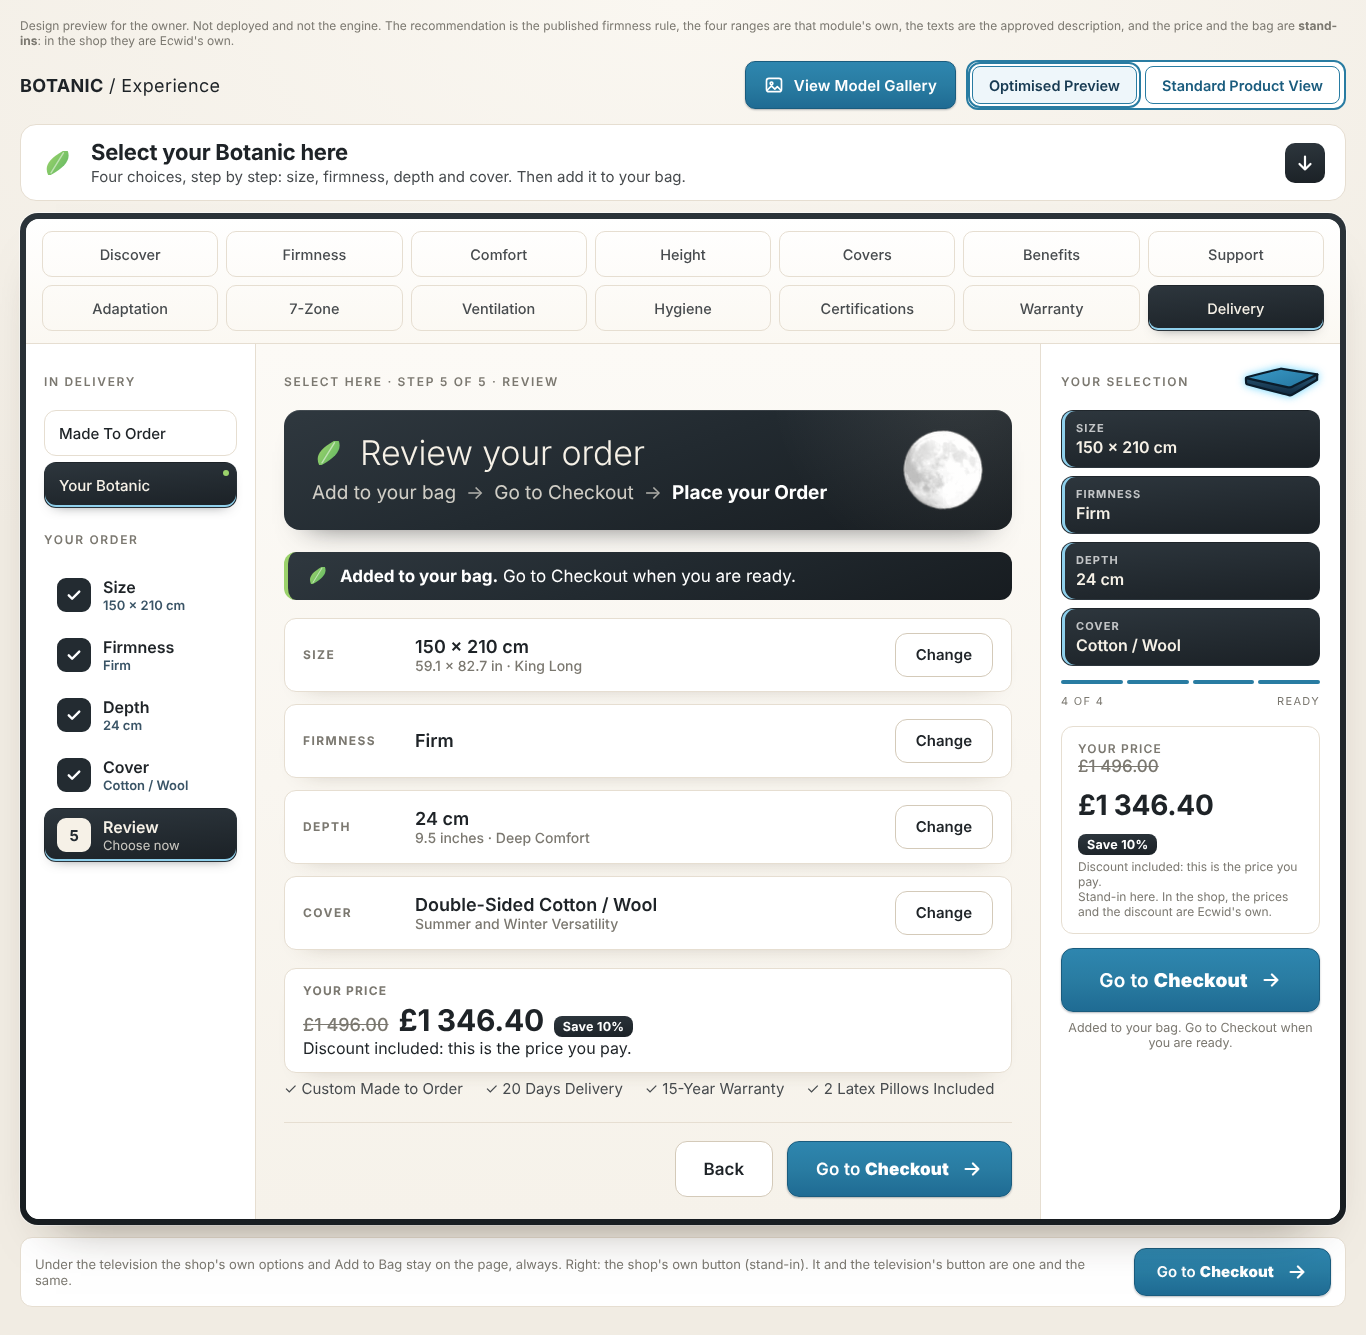 Design preview for the owner. Not deployed and not the engine. The recommendation is the published firmness rule, the four ranges are that module's own, the texts are the approved description, and the price and the bag are stand-
ins: in the shop they are Ecwid's own.
BOTANIC / Experience
View Model Gallery
Optimised Preview
Standard Product View
Select your Botanic here
Four choices, step by step: size, firmness, depth and cover. Then add it to your bag.
Discover
Firmness
Comfort
Height
Covers
Benefits
Support
Adaptation
7-Zone
Ventilation
Hygiene
Certifications
Warranty
Delivery
IN DELIVERY
Made To Order
Your Botanic
YOUR ORDER
Size
150 × 210 cm
Firmness
Firm
Depth
24 cm
Cover
Cotton / Wool
5
Review
Choose now
SELECT HERE · STEP 5 OF 5 · REVIEW
Review your order
Add to your bag → Go to Checkout → Place your Order
Added to your bag. Go to Checkout when you are ready.
SIZE
150 × 210 cm
59.1 × 82.7 in · King Long
Change
FIRMNESS
Firm
Change
DEPTH
24 cm
9.5 inches · Deep Comfort
Change
COVER
Double-Sided Cotton / Wool
Summer and Winter Versatility
Change
YOUR PRICE
£1 496.00 £1 346.40 Save 10%
Discount included: this is the price you pay.
✓ Custom Made to Order ✓ 20 Days Delivery ✓ 15-Year Warranty ✓ 2 Latex Pillows Included
Back
Go to Checkout →
YOUR SELECTION
SIZE
150 × 210 cm
FIRMNESS
Firm
DEPTH
24 cm
COVER
Cotton / Wool
4 OF 4
READY
YOUR PRICE
£1 496.00
£1 346.40
Save 10%
Discount included: this is the price you
pay.
Stand-in here. In the shop, the prices
and the discount are Ecwid's own.
Go to Checkout →
Added to your bag. Go to Checkout when
you are ready.
Under the television the shop's own options and Add to Bag stay on the page, always. Right: the shop's own button (stand-in). It and the television's button are one and the
same.
Go to Checkout →